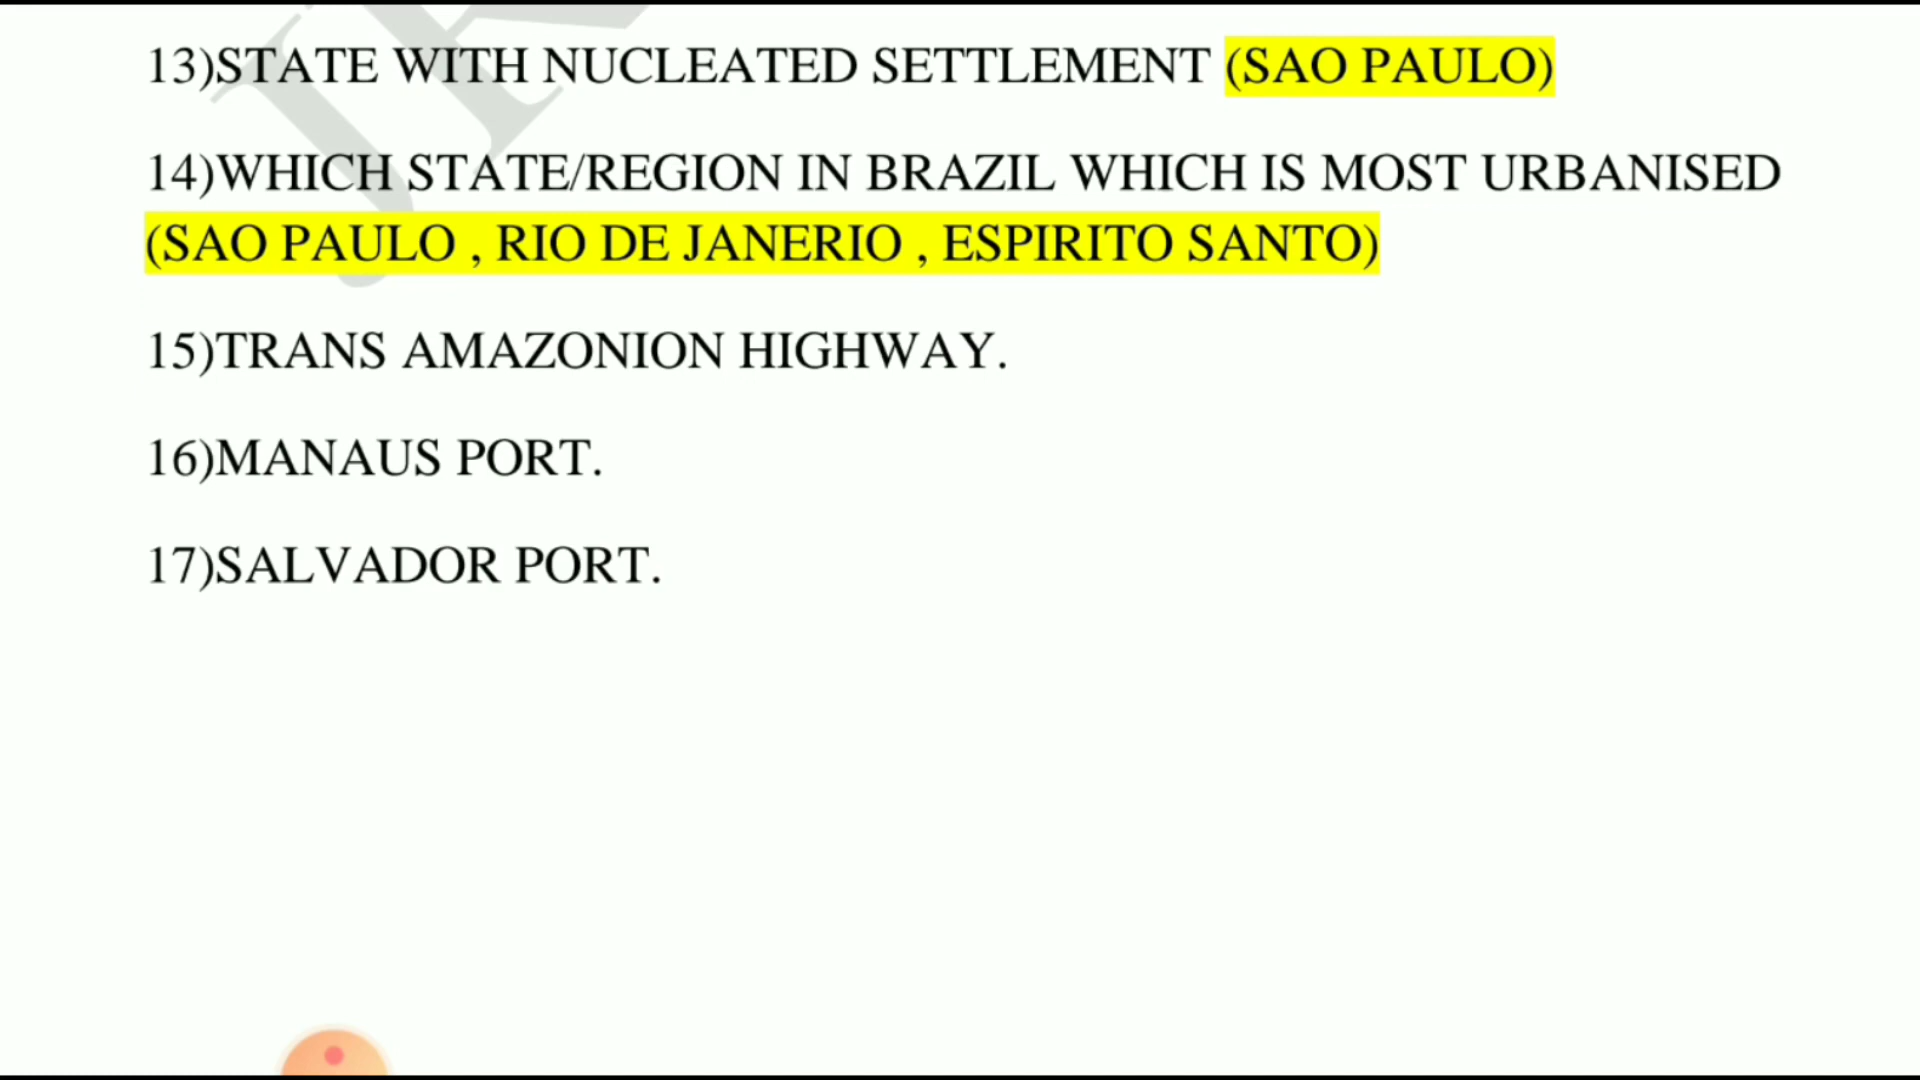 13)STATE WITH NUCLEATED SETTLEMENT (SAO PAULO)
14)WHICH STATE/REGION IN BRAZIL WHICH IS MOST URBANISED
(SAO PAULO , RIO DE JANERIO , ESPIRITO SANTO)
15)TRANS AMAZONION HIGHWAY.
16)MANAUS PORT.
17)SALVADOR PORT.